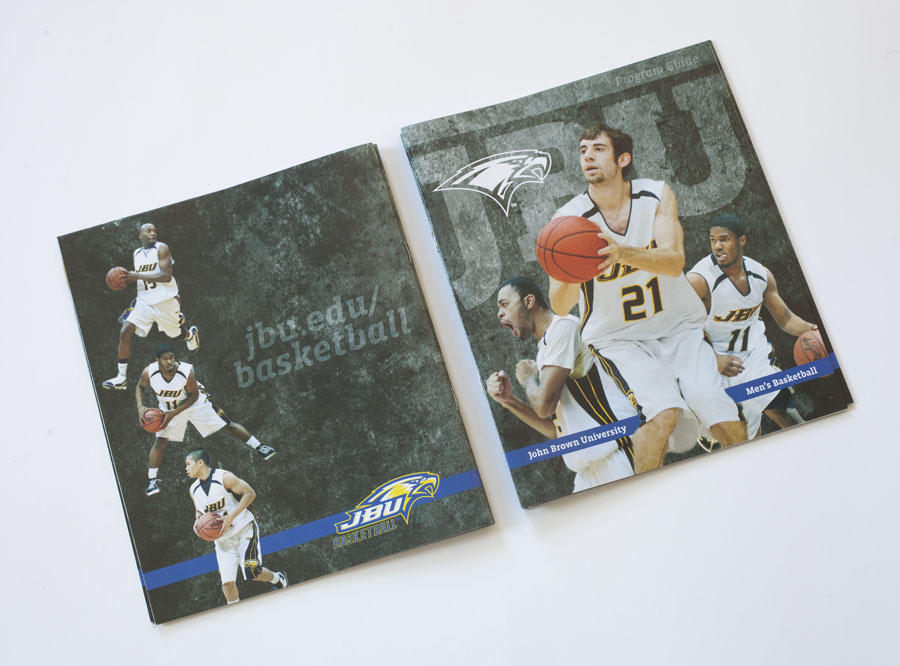 jbu.edu/
basketball
JBU
11
JBU
JBU
JBU
BASKETBALL
Program Guide
JBU
21
JBU
11
John Brown University
Men's Basketball